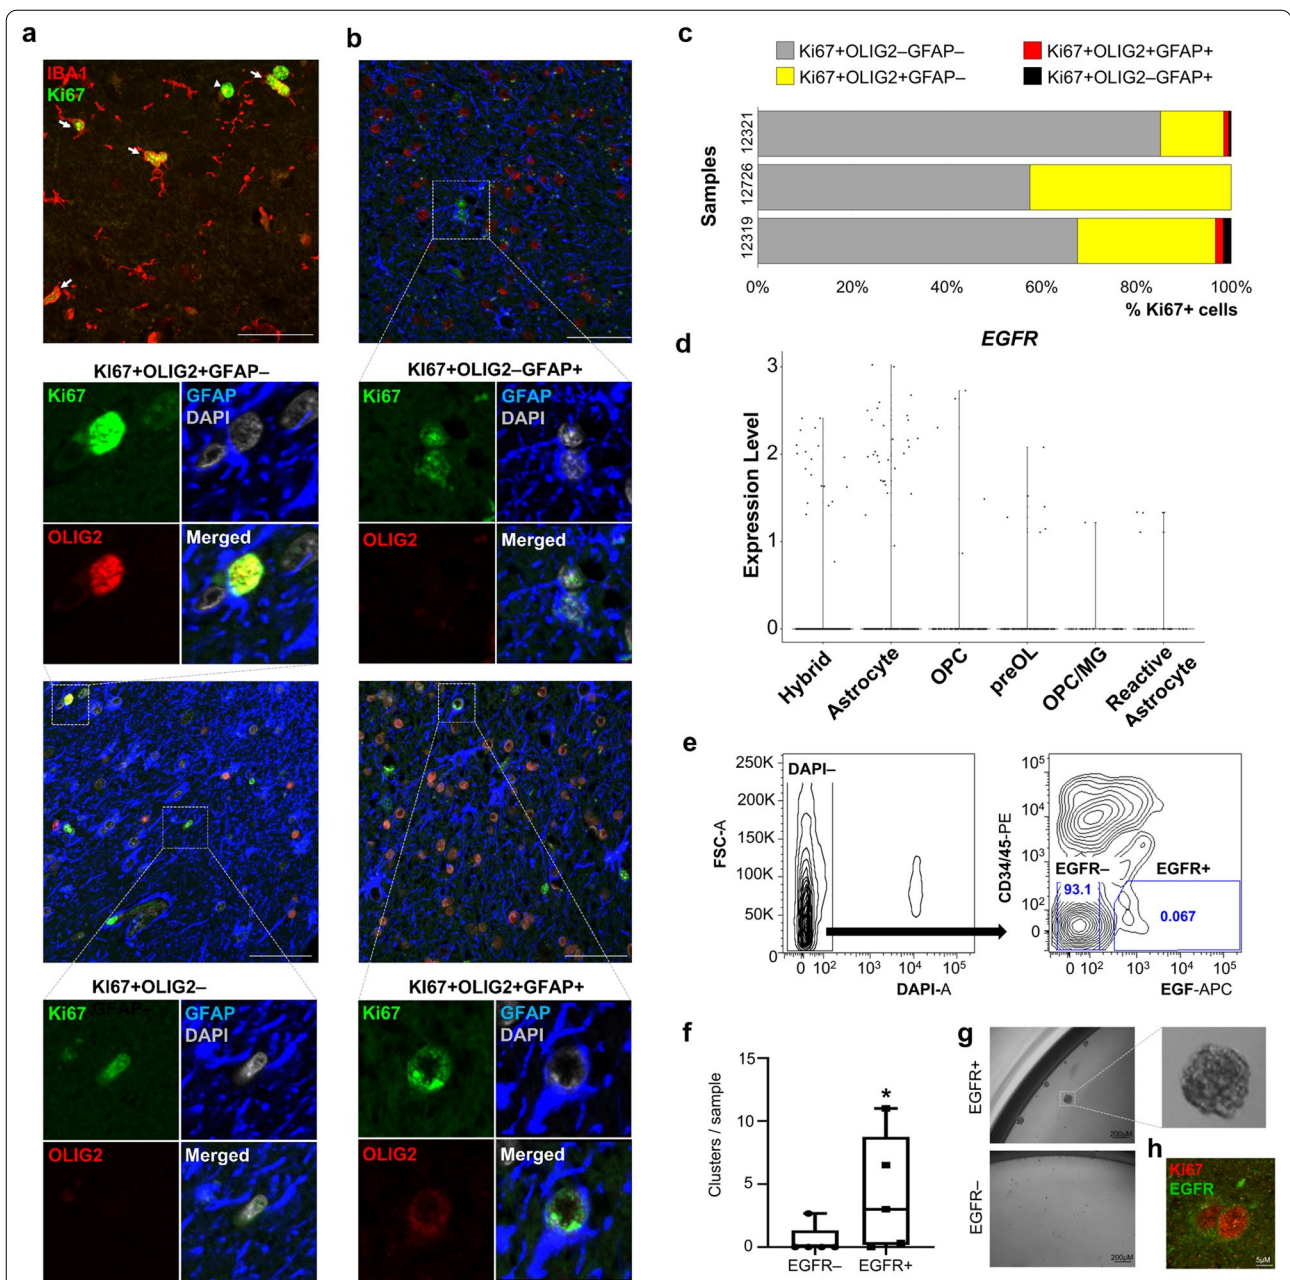 a
IBA1
Ki67
b
KI67+OLIG2+GFAP–
Ki67
GFAP
DAPI
OLIG2
Merged
KI67+OLIG2–GFAP+
Ki67
GFAP
DAPI
OLIG2
Merged
KI67+OLIG2–
GFAP–
Ki67
GFAP
DAPI
OLIG2
Merged
KI67+OLIG2+GFAP+
Ki67
GFAP
DAPI
OLIG2
Merged
c
Ki67+OLIG2–GFAP–
Ki67+OLIG2+GFAP+
Ki67+OLIG2+GFAP–
Ki67+OLIG2–GFAP+
Samples
12321
12726
12319
0% 20% 40% 60% 80% 100%
% Ki67+ cells
d
EGFR
Expression Level
3
2
1
0
Hybrid
Astrocyte
OPC
preOL
OPC/MG
Reactive
Astrocyte
e
FSC-A
250K
200K
150K
100K
50K
0
DAPI–
0 10² 10³ 10⁴ 10⁵
DAPI-A
CD34/45-PE
10⁵
10⁴
10³
10²
0
EGFR–
93.1
EGFR+
0.067
0 10² 10³ 10⁴ 10⁵
EGF-APC
f
Clusters / sample
15
10
5
0
*
EGFR–
EGFR+
g
EGFR+
200µM
EGFR–
200µM
h
Ki67
EGFR
5µM